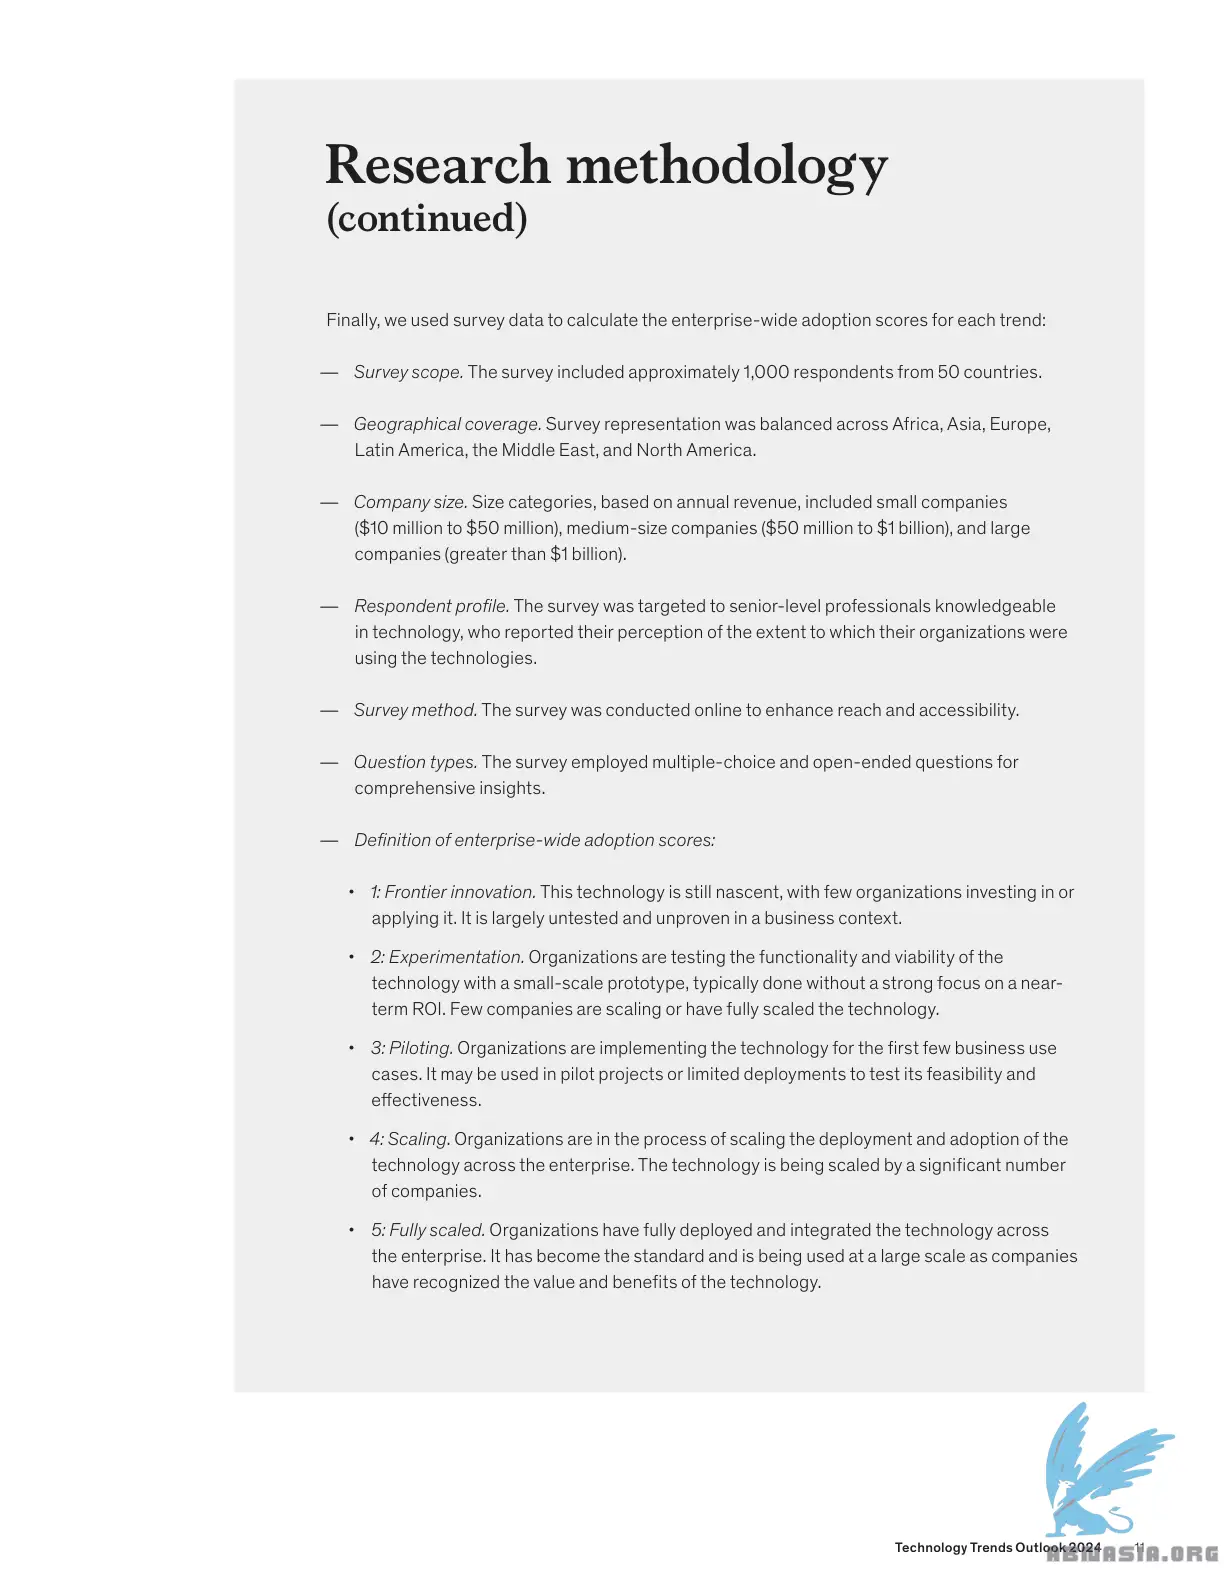 Research methodology
(continued)
Finally, we used survey data to calculate the enterprise-wide adoption scores for each trend:
— Survey scope. The survey included approximately 1,000 respondents from 50 countries.
— Geographical coverage. Survey representation was balanced across Africa, Asia, Europe,
Latin America, the Middle East, and North America.
— Company size. Size categories, based on annual revenue, included small companies
($10 million to $50 million), medium-size companies ($50 million to $1 billion), and large
companies (greater than $1 billion).
— Respondent profile. The survey was targeted to senior-level professionals knowledgeable
in technology, who reported their perception of the extent to which their organizations were
using the technologies.
— Survey method. The survey was conducted online to enhance reach and accessibility.
— Question types. The survey employed multiple-choice and open-ended questions for
comprehensive insights.
— Definition of enterprise-wide adoption scores:
• 1: Frontier innovation. This technology is still nascent, with few organizations investing in or
applying it. It is largely untested and unproven in a business context.
• 2: Experimentation. Organizations are testing the functionality and viability of the
technology with a small-scale prototype, typically done without a strong focus on a near-
term ROI. Few companies are scaling or have fully scaled the technology.
• 3: Piloting. Organizations are implementing the technology for the first few business use
cases. It may be used in pilot projects or limited deployments to test its feasibility and
effectiveness.
• 4: Scaling. Organizations are in the process of scaling the deployment and adoption of the
technology across the enterprise. The technology is being scaled by a significant number
of companies.
• 5: Fully scaled. Organizations have fully deployed and integrated the technology across
the enterprise. It has become the standard and is being used at a large scale as companies
have recognized the value and benefits of the technology.
Technology Trends Outlook 2024 11
ABNASIA.ORG